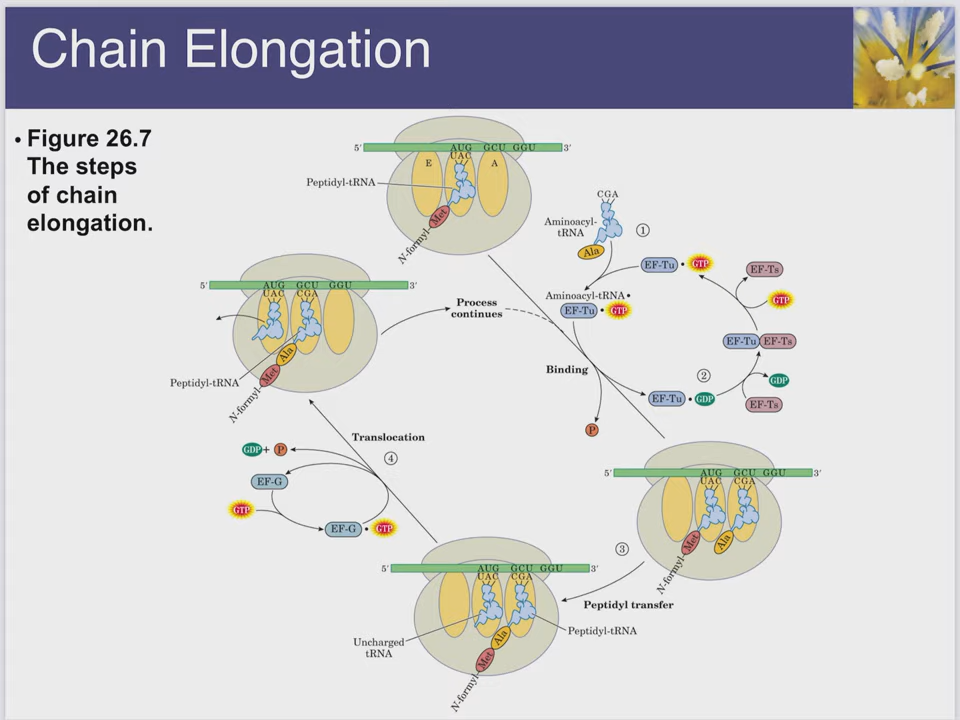 Chain Elongation
• Figure 26.7
The steps
of chain
elongation.
5′ AUG GCU GGU 3′
UAC
E A
Peptidyl-tRNA
Met
N-formyl-
CGA
Aminoacyl-
tRNA
1
Ala
EF-Tu • GTP
EF-Ts
GTP
Aminoacyl-tRNA•
EF-Tu • GTP
EF-Tu EF-Ts
Binding
2
GDP
EF-Tu • GDP
EF-Ts
P
5′ AUG GCU GGU 3′
UAC CGA
Process
continues
Ala
Peptidyl-tRNA
Met
N-formyl-
Translocation
4
GDP + P
EF-G
GTP
EF-G • GTP
5′ AUG GCU GGU 3′
UAC CGA
Met Ala
N-formyl-
3
Peptidyl transfer
5′ AUG GCU GGU 3′
UAC CGA
Uncharged
tRNA
Peptidyl-tRNA
Ala
Met
N-formyl-